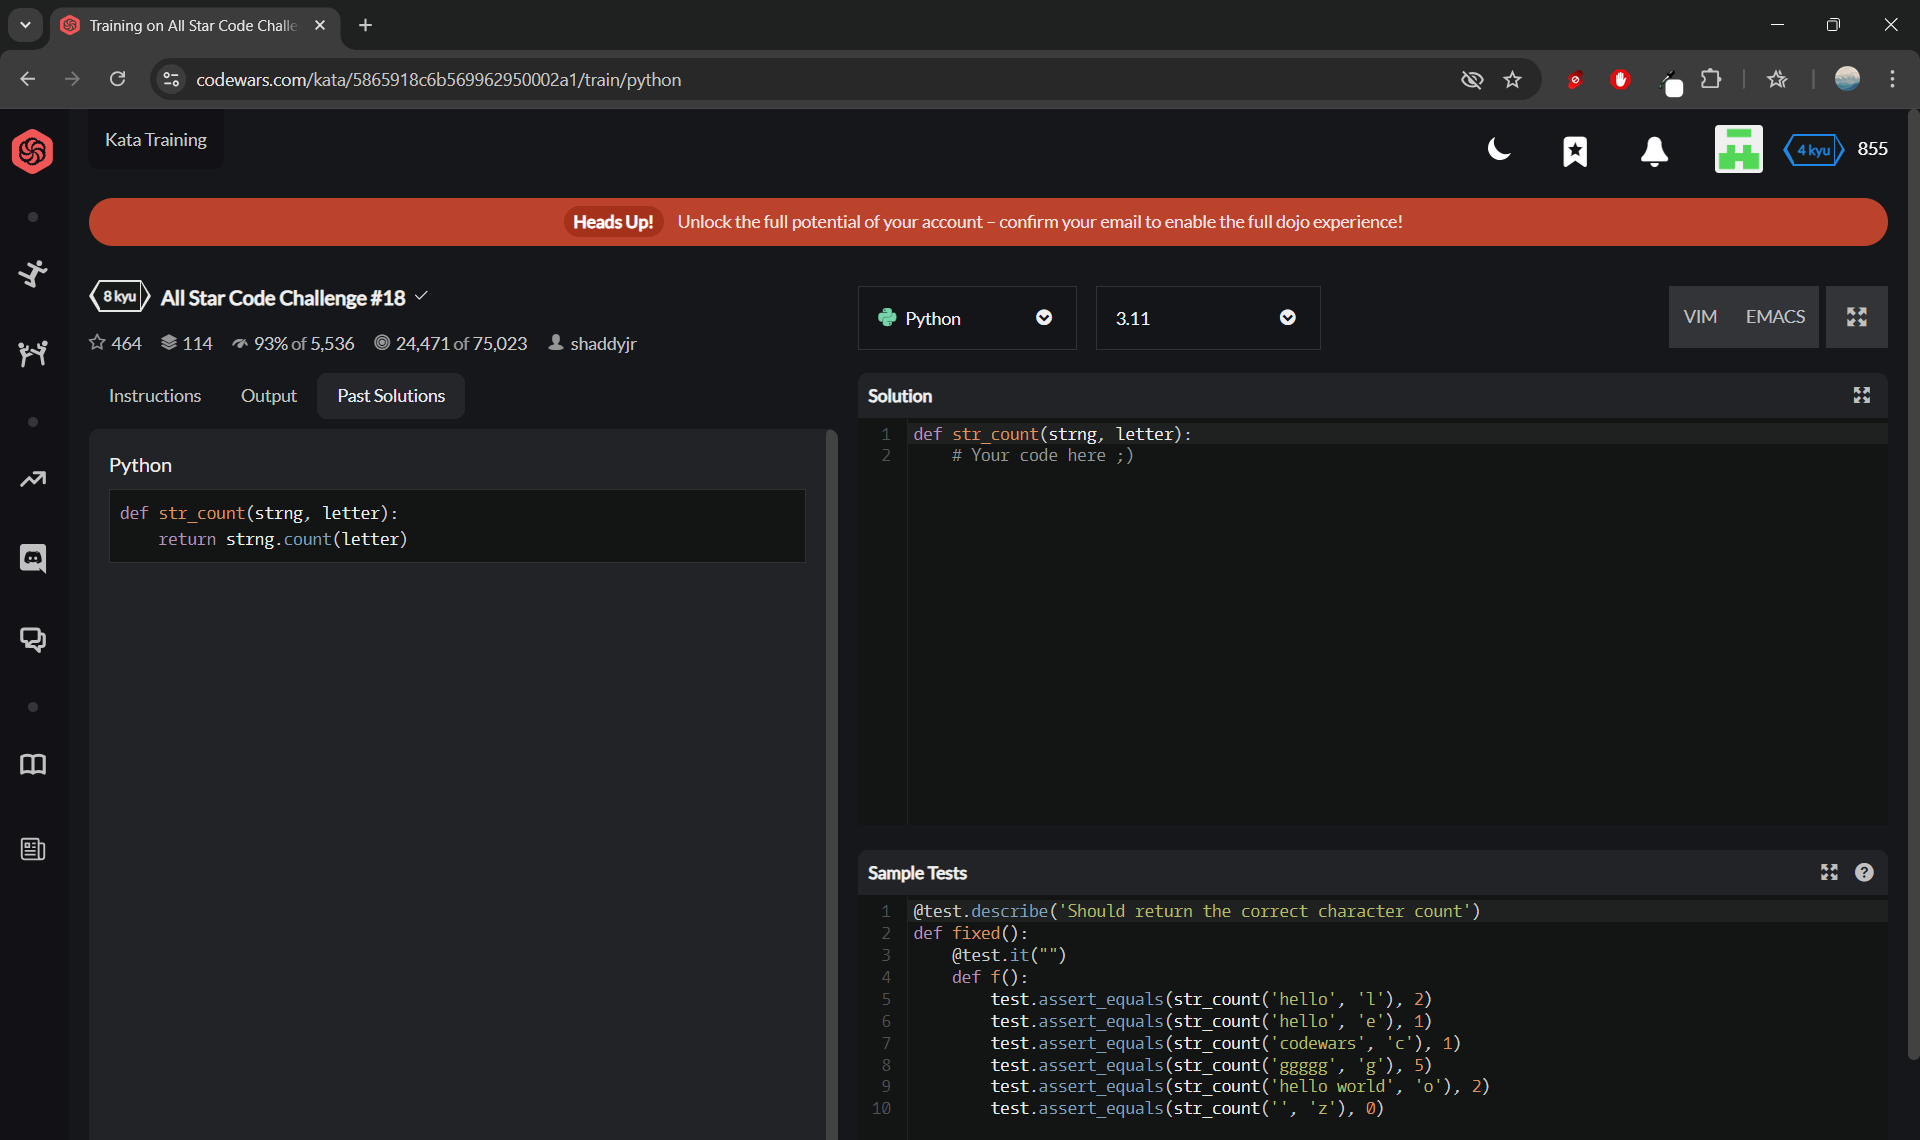 Training on All Star Code Challe
codewars.com/kata/5865918c6b569962950002a1/train/python
Kata Training
4 kyu 855
Heads Up! Unlock the full potential of your account – confirm your email to enable the full dojo experience!
8 kyu All Star Code Challenge #18
464 114 93% of 5,536 24,471 of 75,023 shaddyjr
Python 3.11 VIM EMACS
Instructions Output Past Solutions
Python
def str_count(strng, letter):
    return strng.count(letter)
Solution
1 def str_count(strng, letter):
2     # Your code here ;)
Sample Tests
1 @test.describe('Should return the correct character count')
2 def fixed():
3     @test.it("")
4     def f():
5         test.assert_equals(str_count('hello', 'l'), 2)
6         test.assert_equals(str_count('hello', 'e'), 1)
7         test.assert_equals(str_count('codewars', 'c'), 1)
8         test.assert_equals(str_count('ggggg', 'g'), 5)
9         test.assert_equals(str_count('hello world', 'o'), 2)
10         test.assert_equals(str_count('', 'z'), 0)